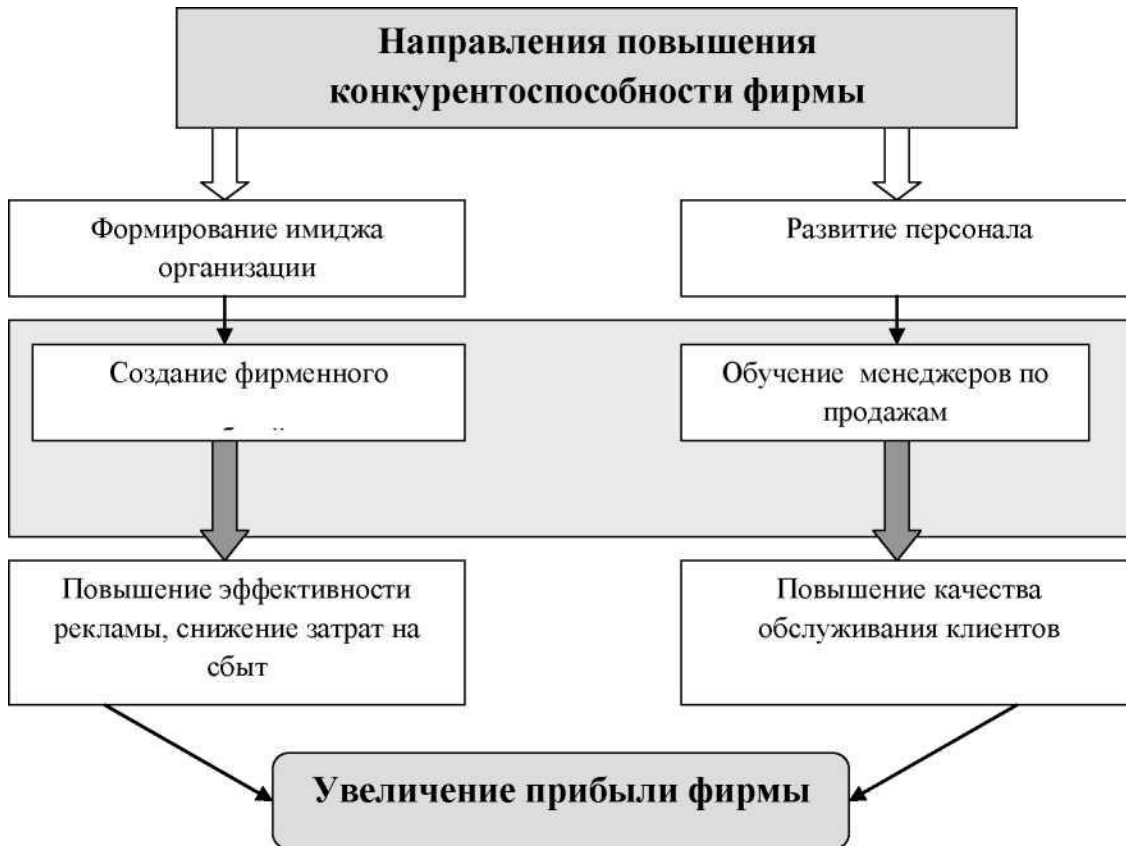 Направления повышения
конкурентоспособности фирмы
Формирование имиджа
организации
Развитие персонала
Создание фирменного
Обучение менеджеров по
продажам
Повышение эффективности
рекламы, снижение затрат на
сбыт
Повышение качества
обслуживания клиентов
Увеличение прибыли фирмы